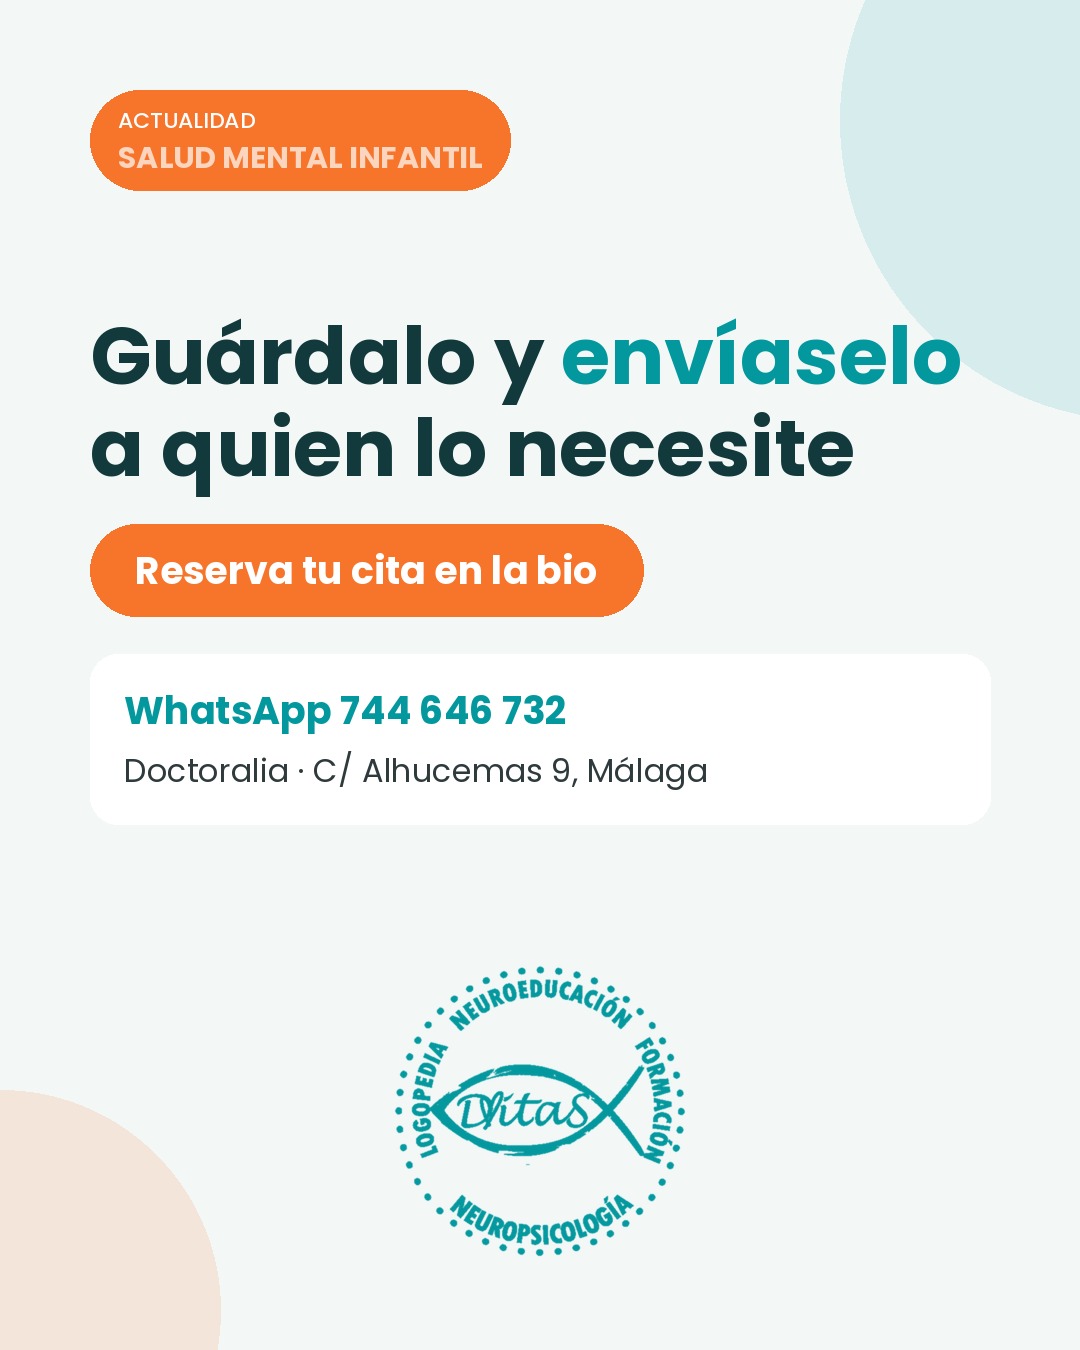 ACTUALIDAD
SALUD MENTAL INFANTIL
Guárdalo y envíaselo
a quien lo necesite
Reserva tu cita en la bio
WhatsApp 744 646 732
Doctoralia · C/ Alhucemas 9, Málaga
LOGOPEDIA
NEUROEDUCACIÓN
FORMACIÓN
DVitaS
NEUROPSICOLOGÍA